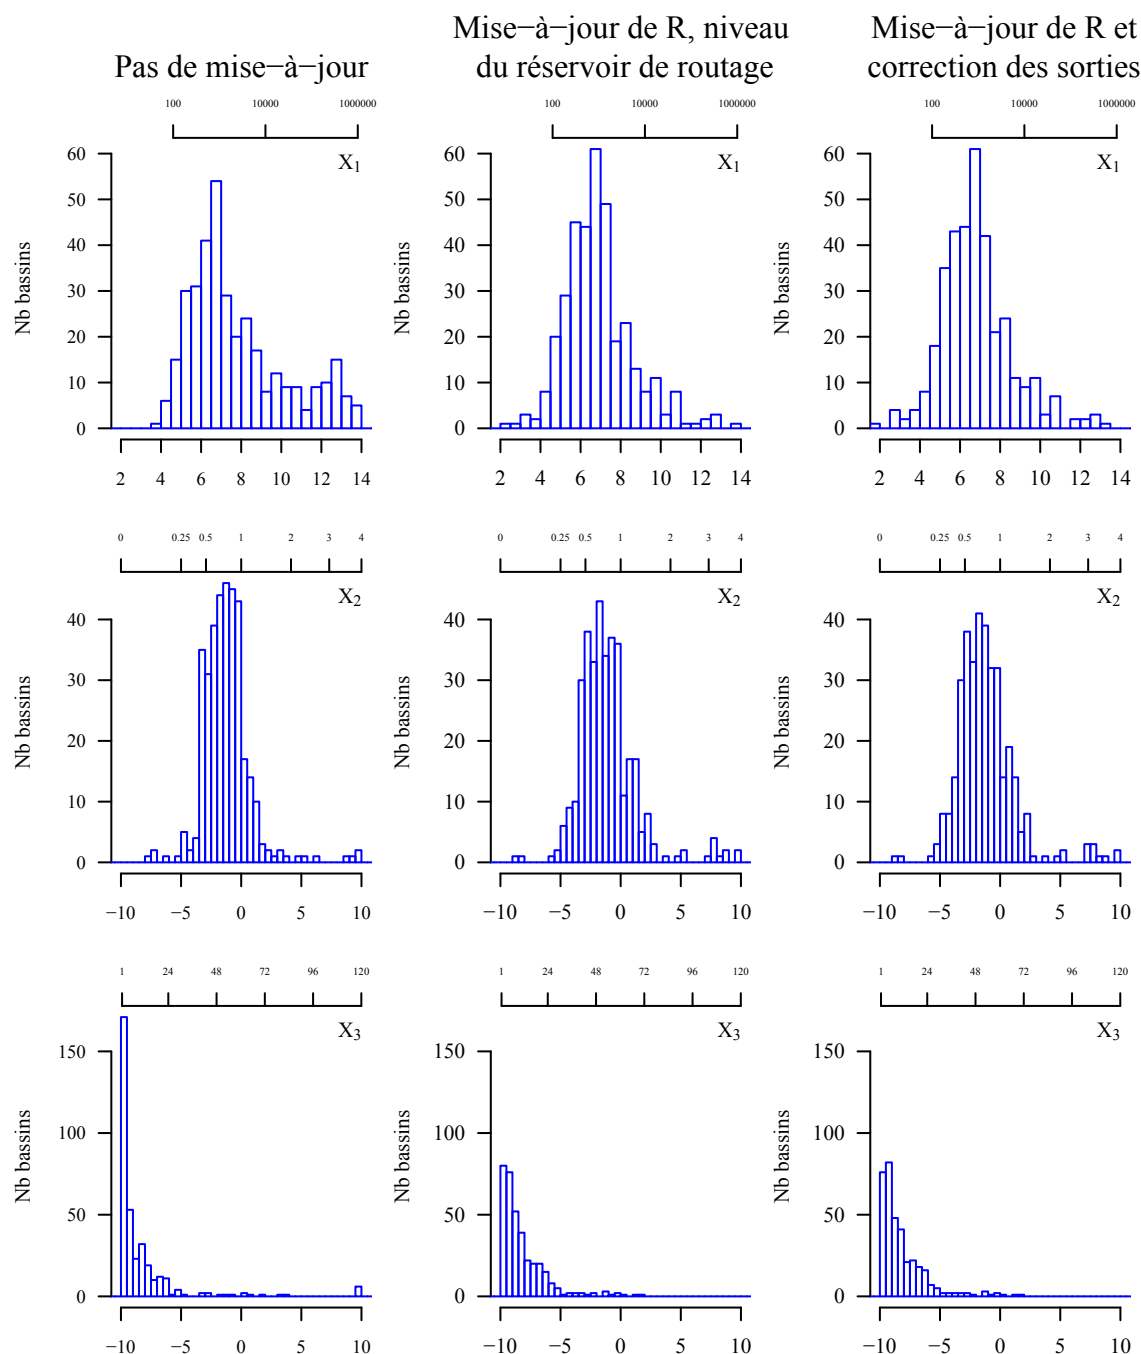 Pas de mise−à−jour
Mise−à−jour de R, niveau
du réservoir de routage
Mise−à−jour de R et
correction des sorties
100 10000 1000000
X1
Nb bassins
0 10 20 30 40 50 60
2 4 6 8 10 12 14
100 10000 1000000
X1
Nb bassins
0 10 20 30 40 50 60
2 4 6 8 10 12 14
100 10000 1000000
X1
Nb bassins
0 10 20 30 40 50 60
2 4 6 8 10 12 14
0 0.25 0.5 1 2 3 4
X2
Nb bassins
0 10 20 30 40
−10 −5 0 5 10
0 0.25 0.5 1 2 3 4
X2
Nb bassins
0 10 20 30 40
−10 −5 0 5 10
0 0.25 0.5 1 2 3 4
X2
Nb bassins
0 10 20 30 40
−10 −5 0 5 10
1 24 48 72 96 120
X3
Nb bassins
0 50 100 150
−10 −5 0 5 10
1 24 48 72 96 120
X3
Nb bassins
0 50 100 150
−10 −5 0 5 10
1 24 48 72 96 120
X3
Nb bassins
0 50 100 150
−10 −5 0 5 10